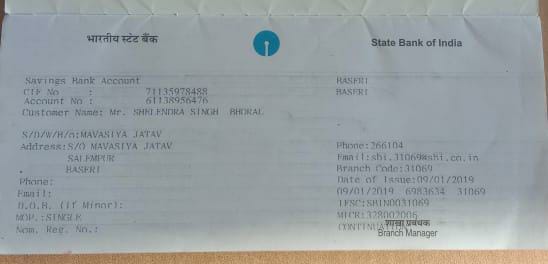 भारतीय स्टेट बैंक
State Bank of India
Savings Bank Account
BASERI
CIF No : 71135978488
BASERI
Account No : 61138956476
Customer Name: Mr. SHELENDRA SINGH BHORAL
S/D/W/H/o:MAVASIYA JATAV
Address:S/O MAVASIYA JATAV
Phone:266104
SALEMPUR
Email:sbi.31069@sbi.co.in
BASERI
Branch Code:31069
Phone:
Date of Issue:09/01/2019
Email:
09/01/2019 6983634 31069
D.O.B. (if Minor):
IFSC:SBIN0031069
MOP.:SINGLE
MICR:328002006
Nom. Reg. No.:
CONTINUATION
शाखा प्रबंधक
Branch Manager